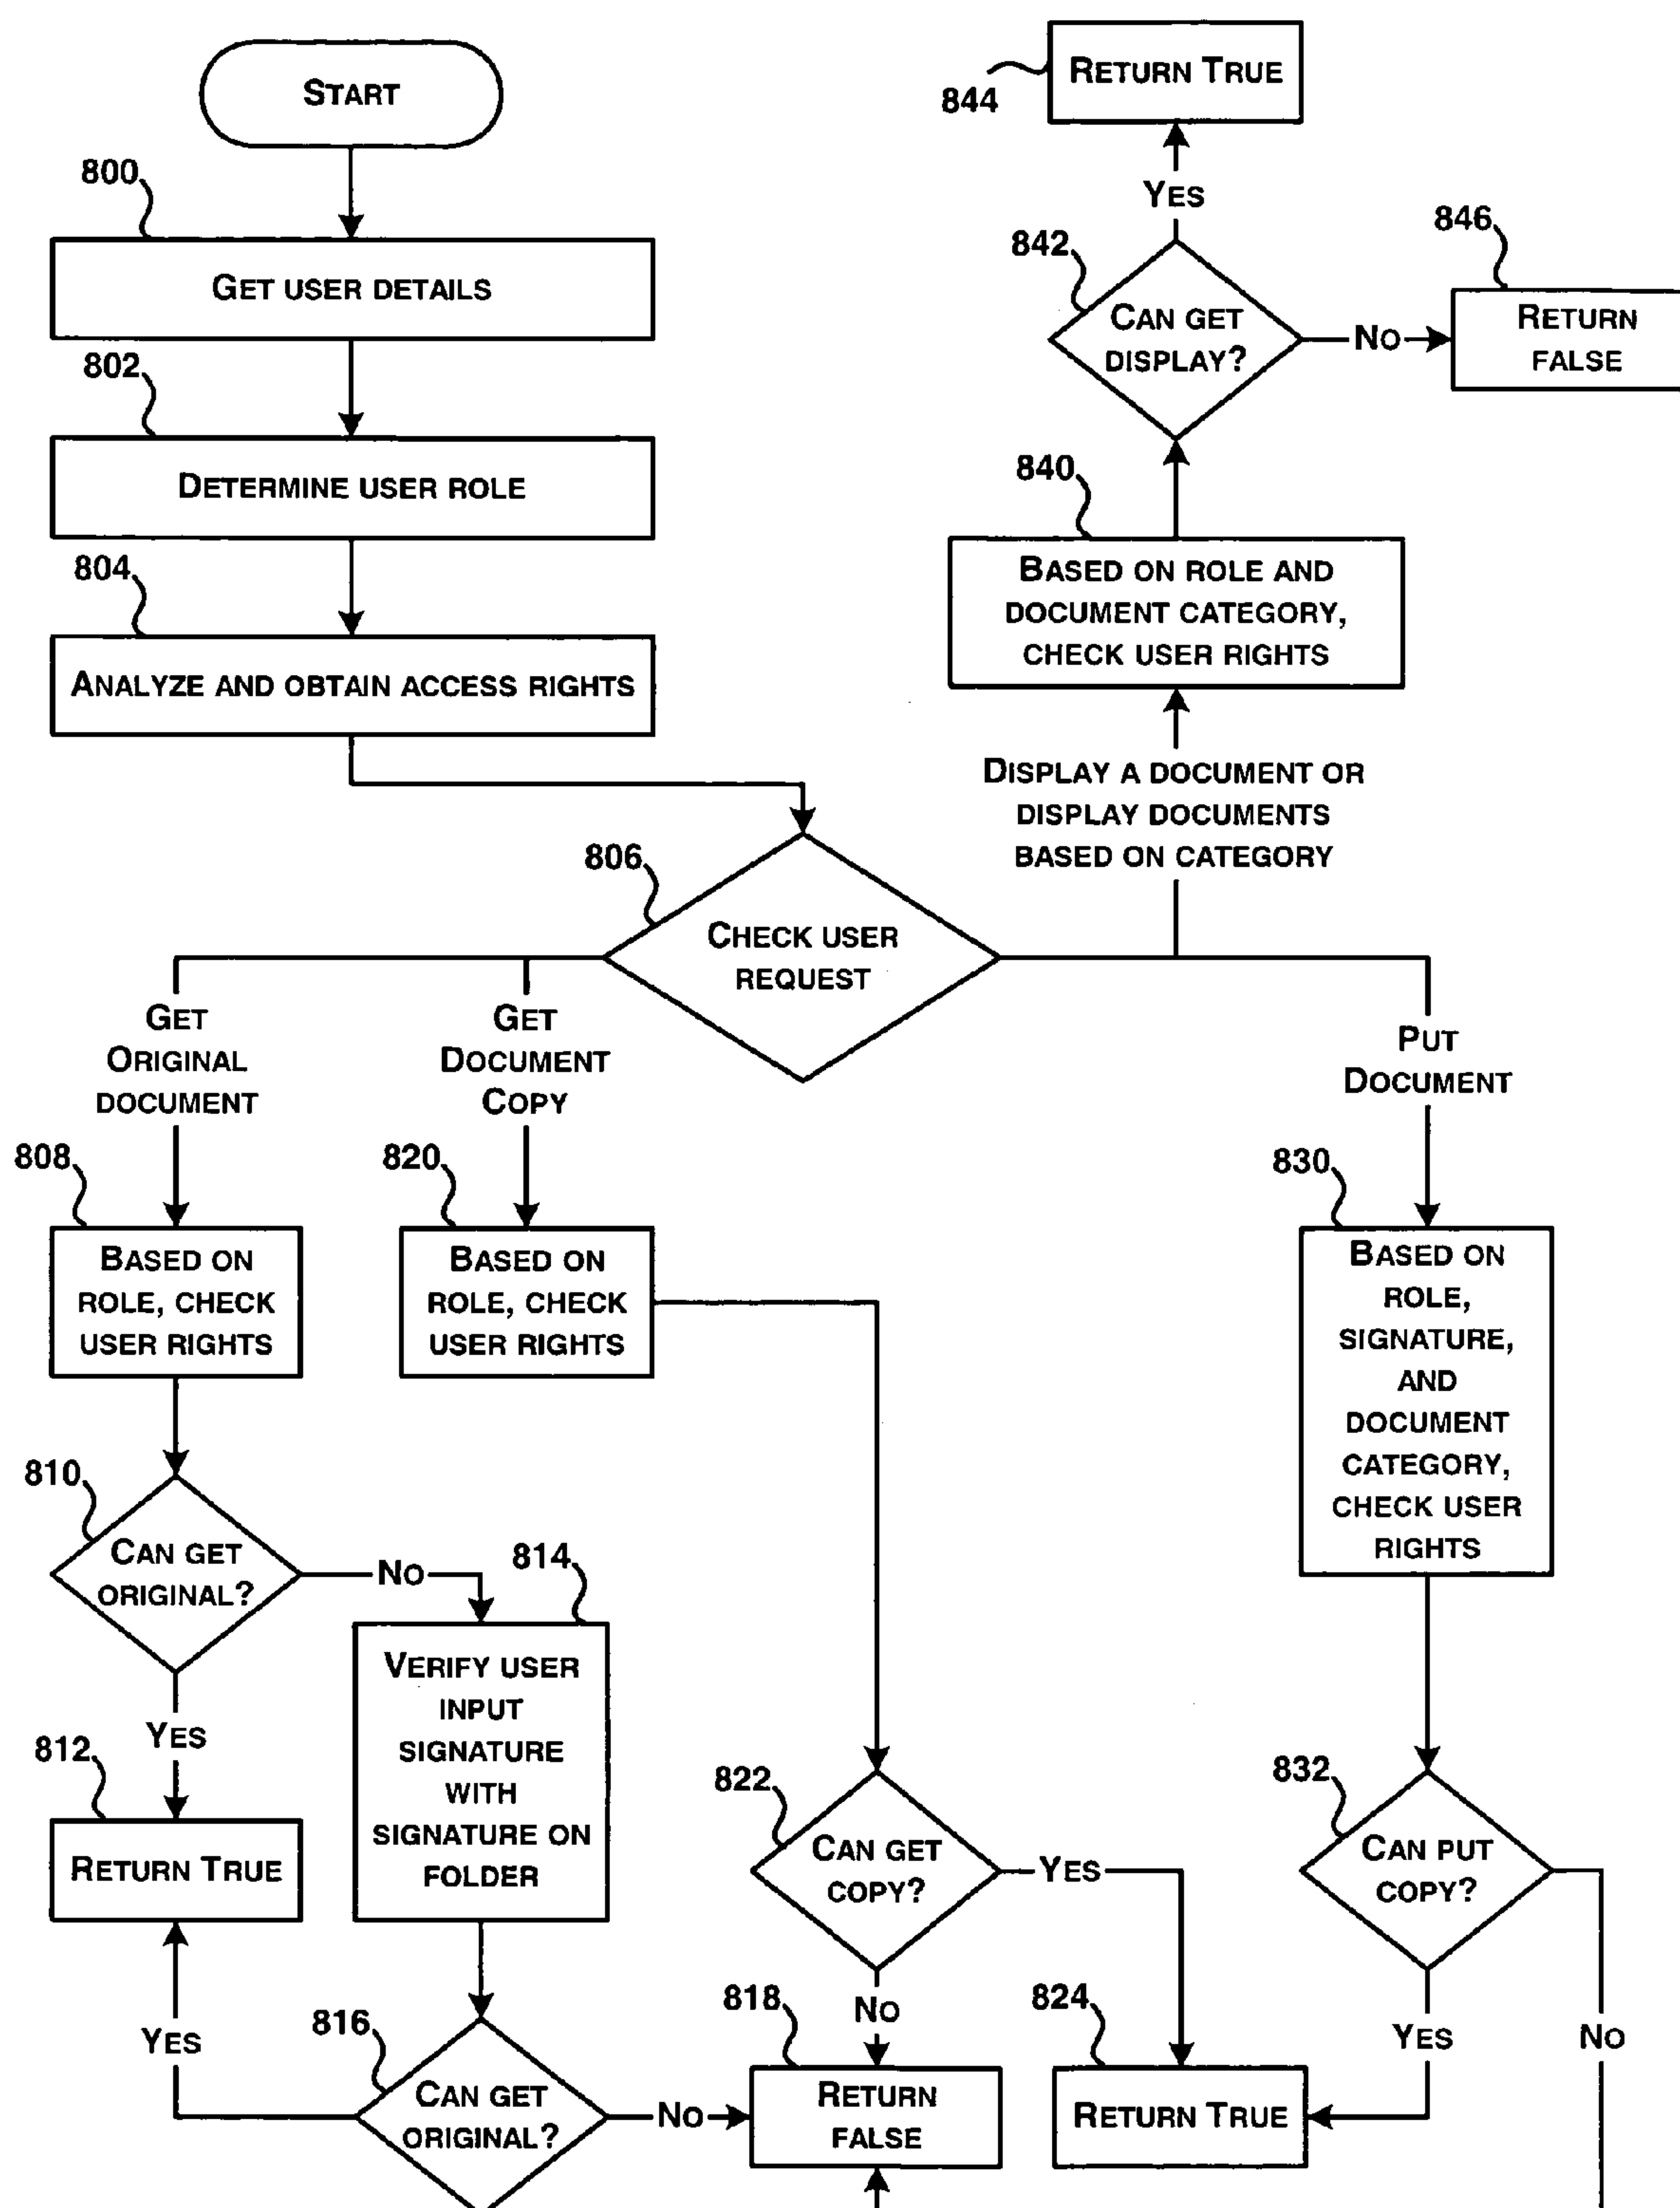 START
800
GET USER DETAILS
802
DETERMINE USER ROLE
804
ANALYZE AND OBTAIN ACCESS RIGHTS
806
CHECK USER
REQUEST
844
RETURN TRUE
YES
842
CAN GET
DISPLAY?
NO
846
RETURN
FALSE
840
BASED ON ROLE AND
DOCUMENT CATEGORY,
CHECK USER RIGHTS
DISPLAY A DOCUMENT OR
DISPLAY DOCUMENTS
BASED ON CATEGORY
GET
ORIGINAL
DOCUMENT
808
BASED ON
ROLE, CHECK
USER RIGHTS
810
CAN GET
ORIGINAL?
NO
YES
812
RETURN TRUE
814
VERIFY USER
INPUT
SIGNATURE
WITH
SIGNATURE ON
FOLDER
816
CAN GET
ORIGINAL?
YES
NO
GET
DOCUMENT
COPY
820
BASED ON
ROLE, CHECK
USER RIGHTS
822
CAN GET
COPY?
YES
NO
818
RETURN
FALSE
824
RETURN TRUE
PUT
DOCUMENT
830
BASED ON
ROLE,
SIGNATURE,
AND
DOCUMENT
CATEGORY,
CHECK USER
RIGHTS
832
CAN PUT
COPY?
YES
NO